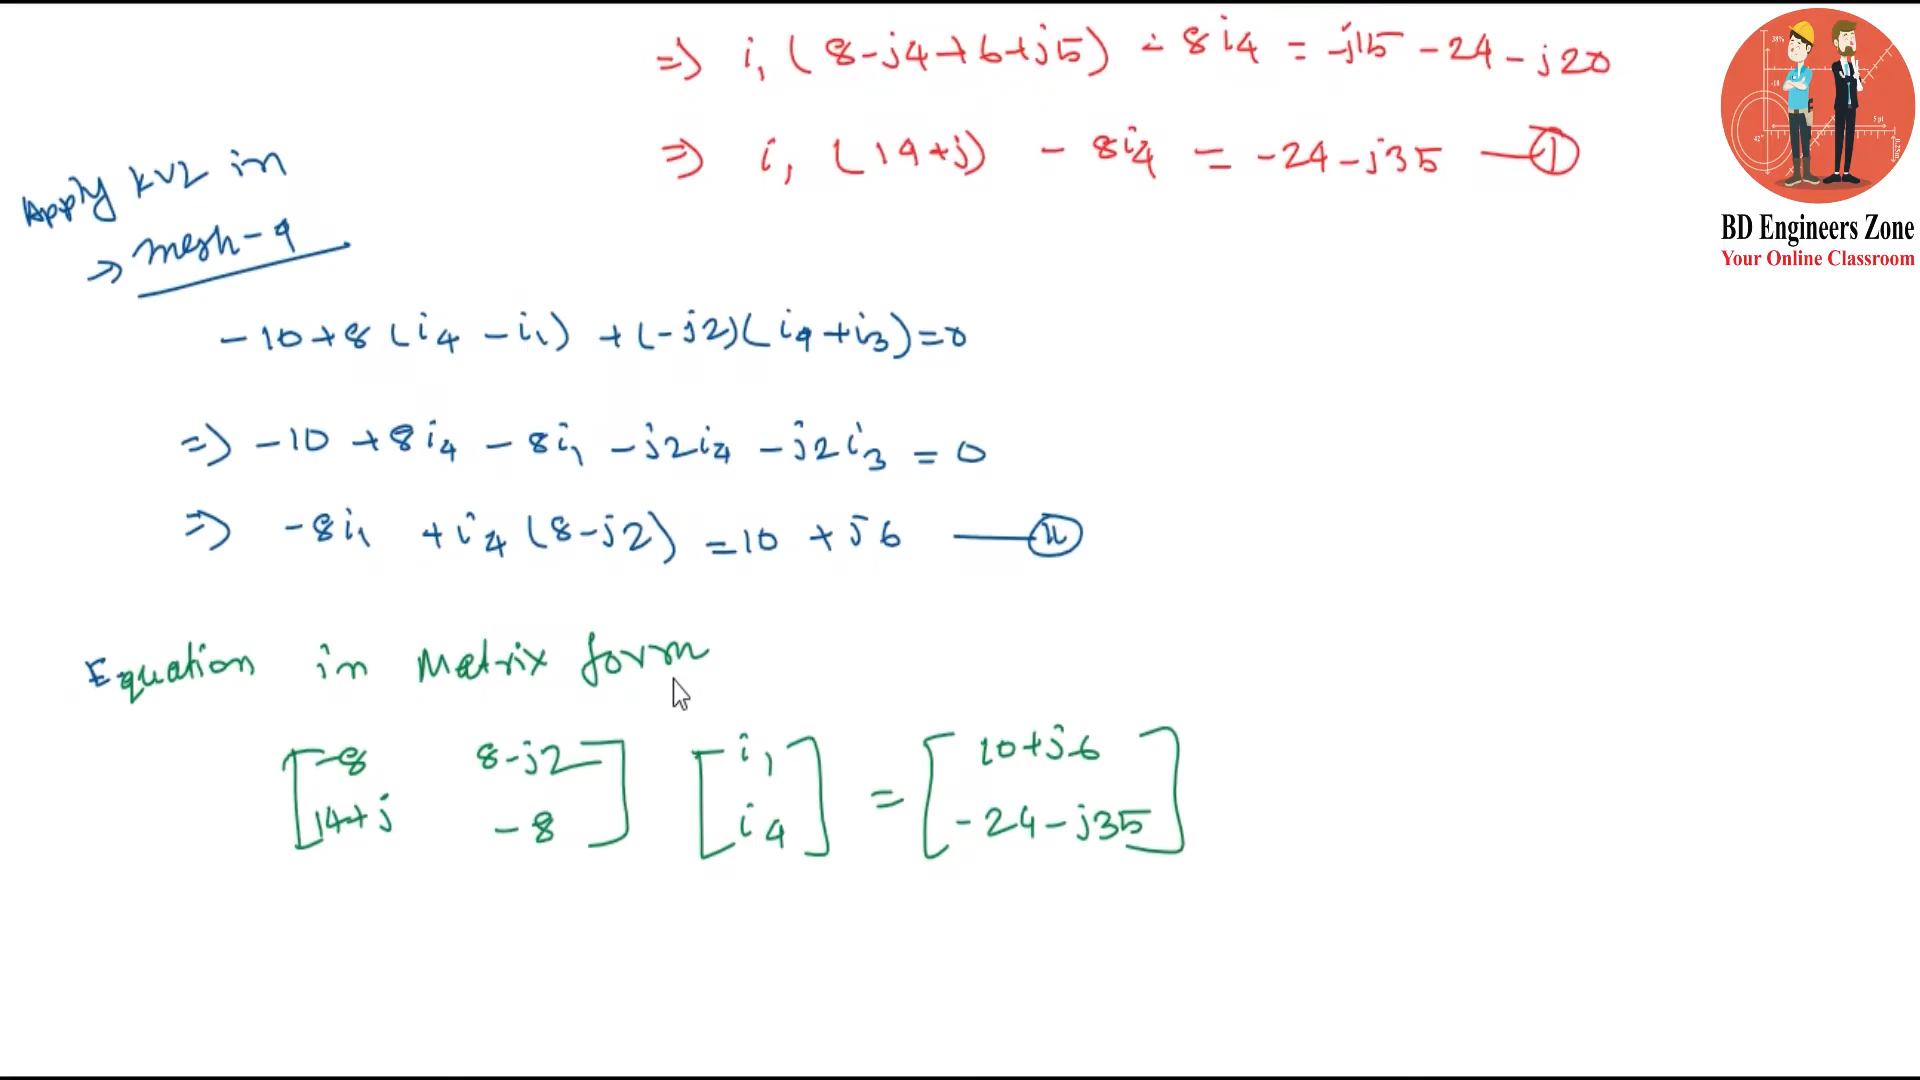 => i₁ (8-j4+6+j5) - 8i4 = -j15 - 24 - j20
=> i₁ (14+j) - 8i4 = -24-j35 — ①
Apply KVL in
→ mesh-4
-10+8(i4 - i1) + (-j2)(i4+i3)=0
=> -10 + 8i4 - 8i1 - j2i4 - j2i3 = 0
=> -8i1 + i4 (8-j2) = 10 + j6 — ⑪
Equation in Matrix form
[-8 8-j2] [i1] = [10+j6]
[14+j -8] [i4] [-24-j35]
BD Engineers Zone
Your Online Classroom